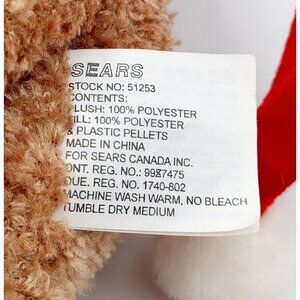 SEARS
STOCK NO: 51253
CONTENTS:
PLUSH: 100% POLYESTER
FILL: 100% POLYESTER
& PLASTIC PELLETS
MADE IN CHINA
FOR SEARS CANADA INC.
ONT. REG. NO.: 99X7475
QUE. REG. NO. 1740-802
MACHINE WASH WARM, NO BLEACH
TUMBLE DRY MEDIUM